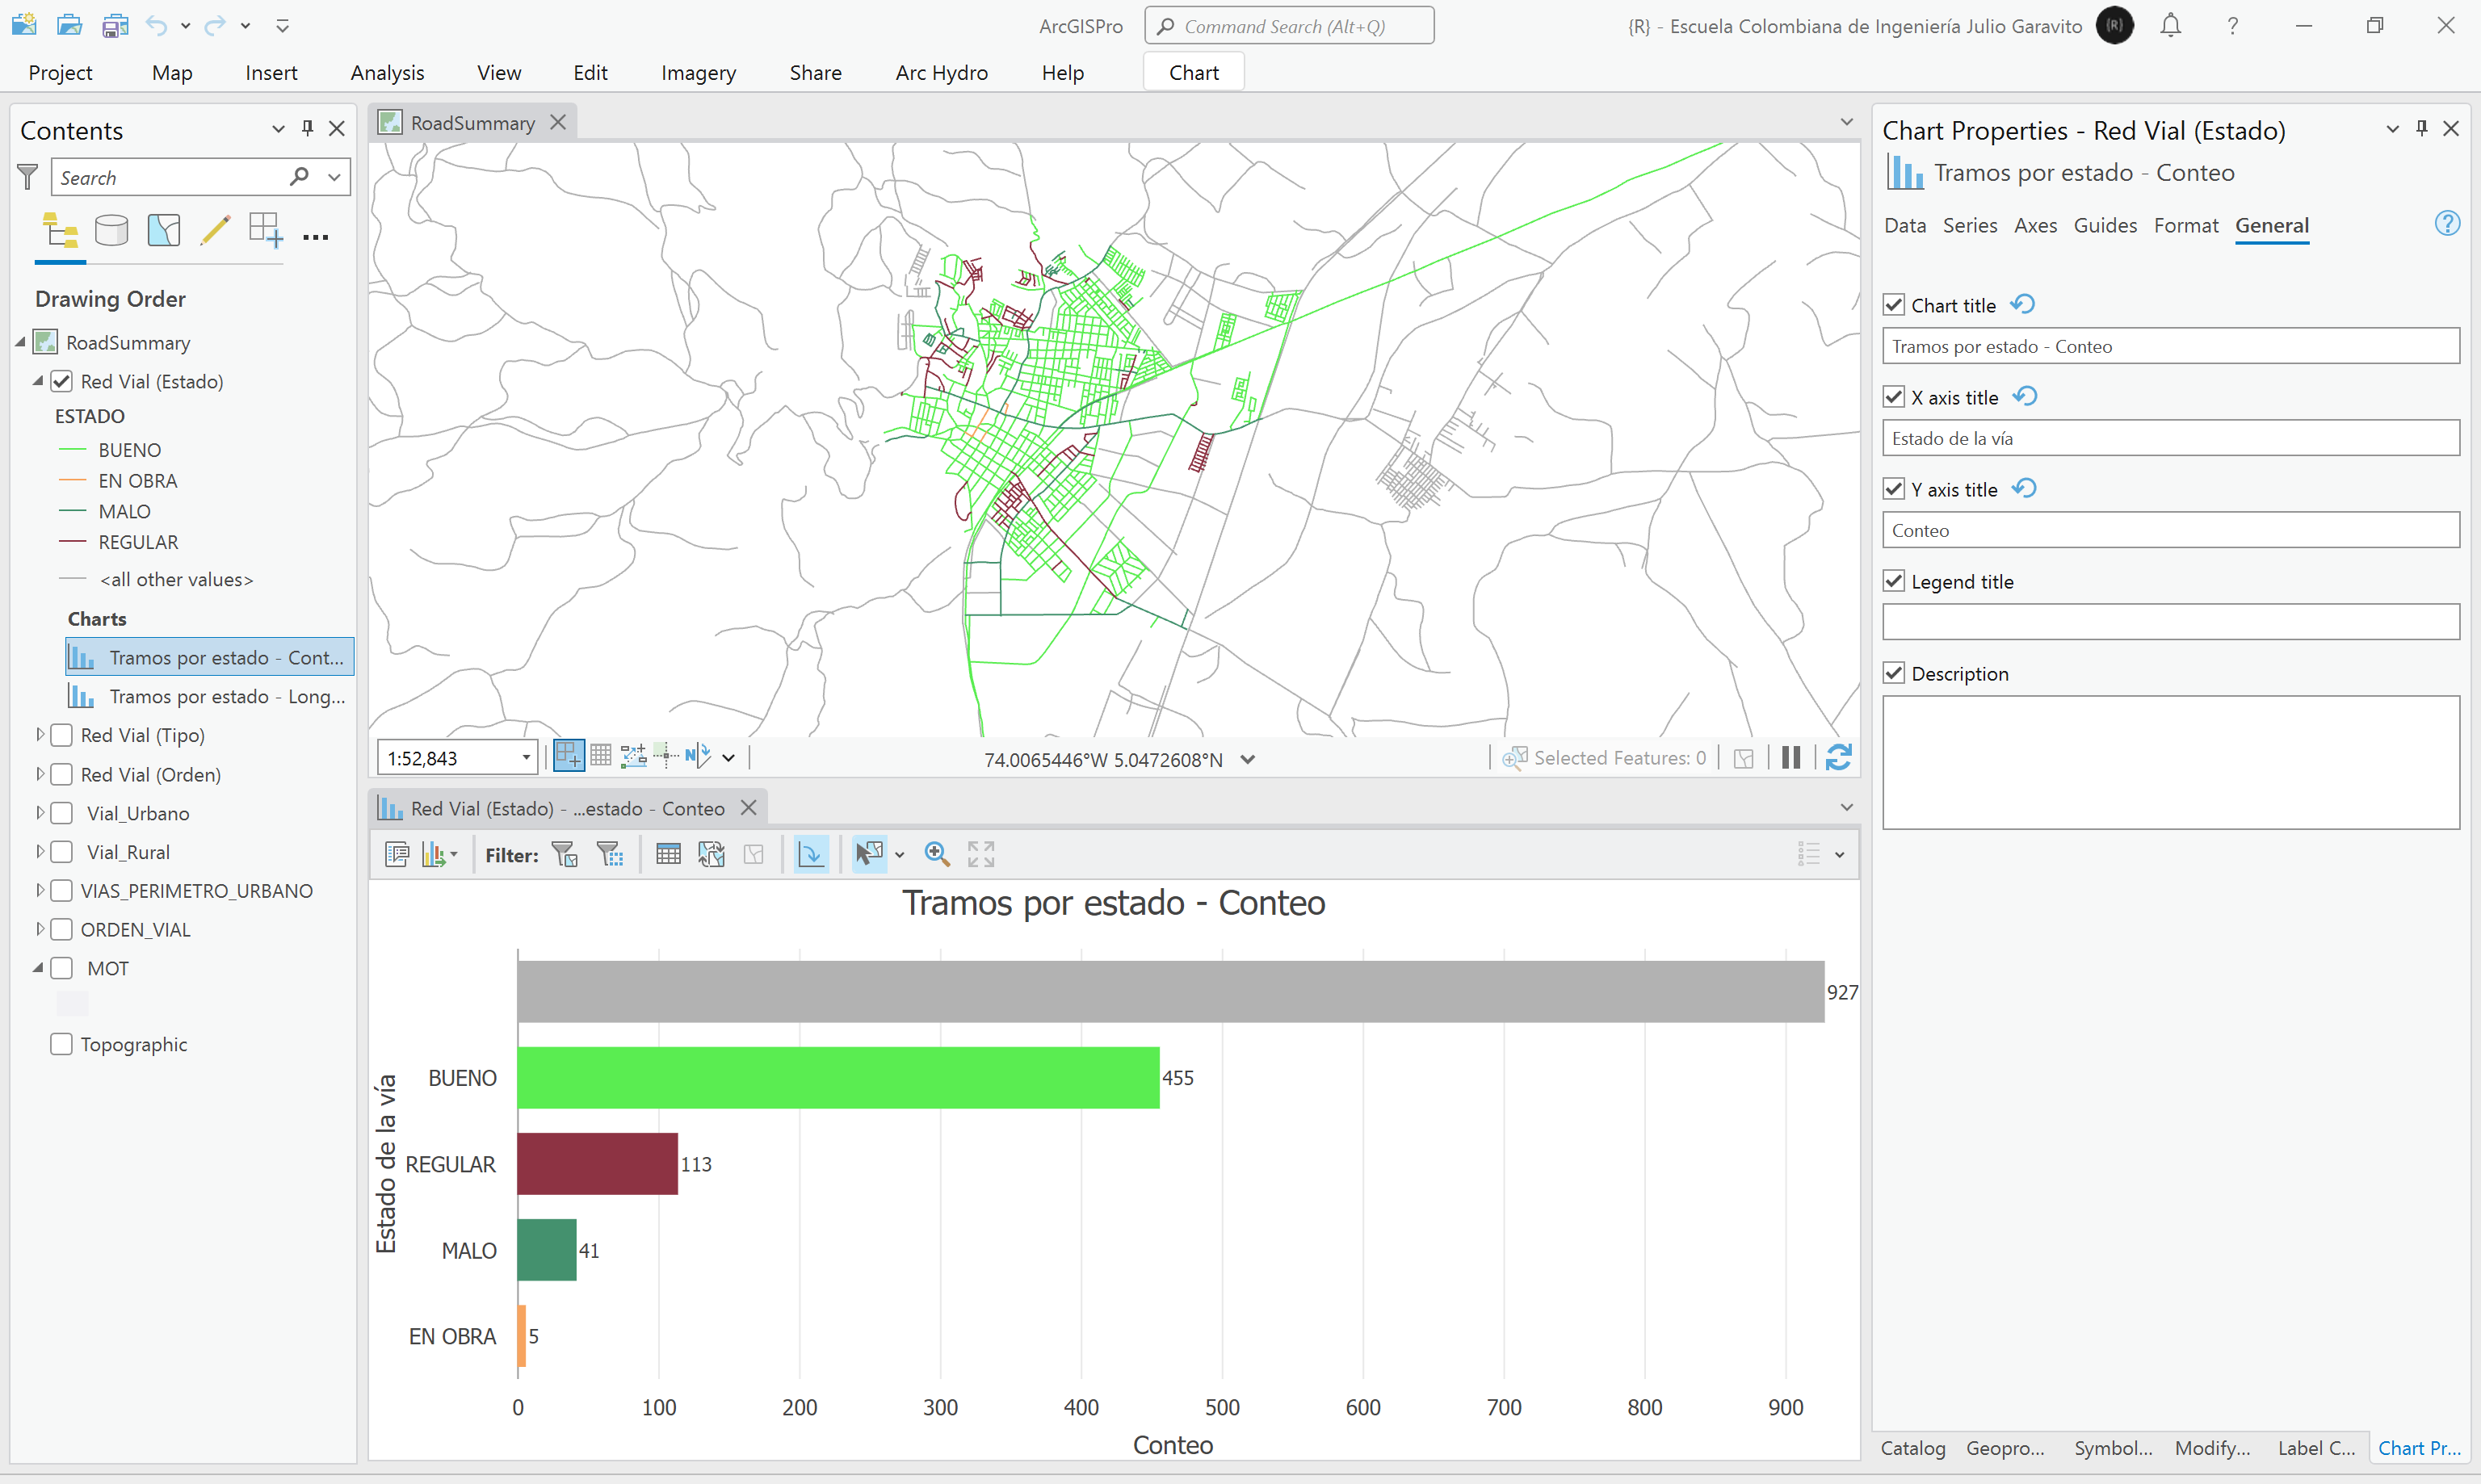 ArcGISPro
Command Search (Alt+Q)
{R} - Escuela Colombiana de Ingeniería Julio Garavito
{R}
?
Project Map Insert Analysis View Edit Imagery Share Arc Hydro Help Chart
Contents
Search
Drawing Order
RoadSummary
Red Vial (Estado)
ESTADO
BUENO
EN OBRA
MALO
REGULAR
<all other values>
Charts
Tramos por estado - Cont...
Tramos por estado - Long...
Red Vial (Tipo)
Red Vial (Orden)
Vial_Urbano
Vial_Rural
VIAS_PERIMETRO_URBANO
ORDEN_VIAL
MOT
Topographic
RoadSummary
1:52,843
N
74.0065446°W 5.0472608°N
Selected Features: 0
Red Vial (Estado) - ...estado - Conteo
Filter:
Tramos por estado - Conteo
Estado de la vía
927
BUENO 455
REGULAR 113
MALO 41
EN OBRA 5
0 100 200 300 400 500 600 700 800 900
Conteo
Chart Properties - Red Vial (Estado)
Tramos por estado - Conteo
Data Series Axes Guides Format General
?
Chart title
Tramos por estado - Conteo
X axis title
Estado de la vía
Y axis title
Conteo
Legend title
Description
Catalog Geopro... Symbol... Modify... Label C... Chart Pr...